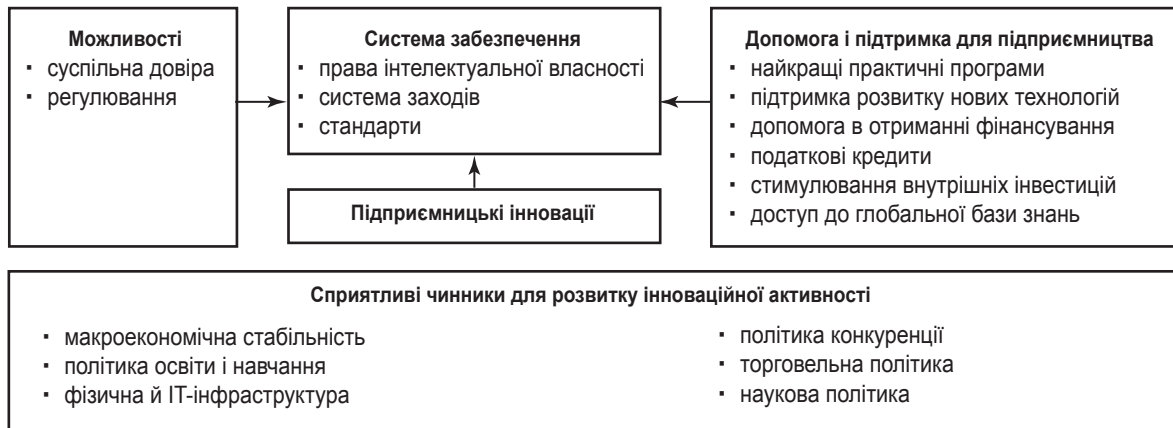 Можливості
▪ суспільна довіра
▪ регулювання
Система забезпечення
▪ права інтелектуальної власності
▪ система заходів
▪ стандарти
Підприємницькі інновації
Допомога і підтримка для підприємництва
▪ найкращі практичні програми
▪ підтримка розвитку нових технологій
▪ допомога в отриманні фінансування
▪ податкові кредити
▪ стимулювання внутрішніх інвестицій
▪ доступ до глобальної бази знань
Сприятливі чинники для розвитку інноваційної активності
▪ макроекономічна стабільність
▪ політика освіти і навчання
▪ фізична й ІТ-інфраструктура
▪ політика конкуренції
▪ торговельна політика
▪ наукова політика